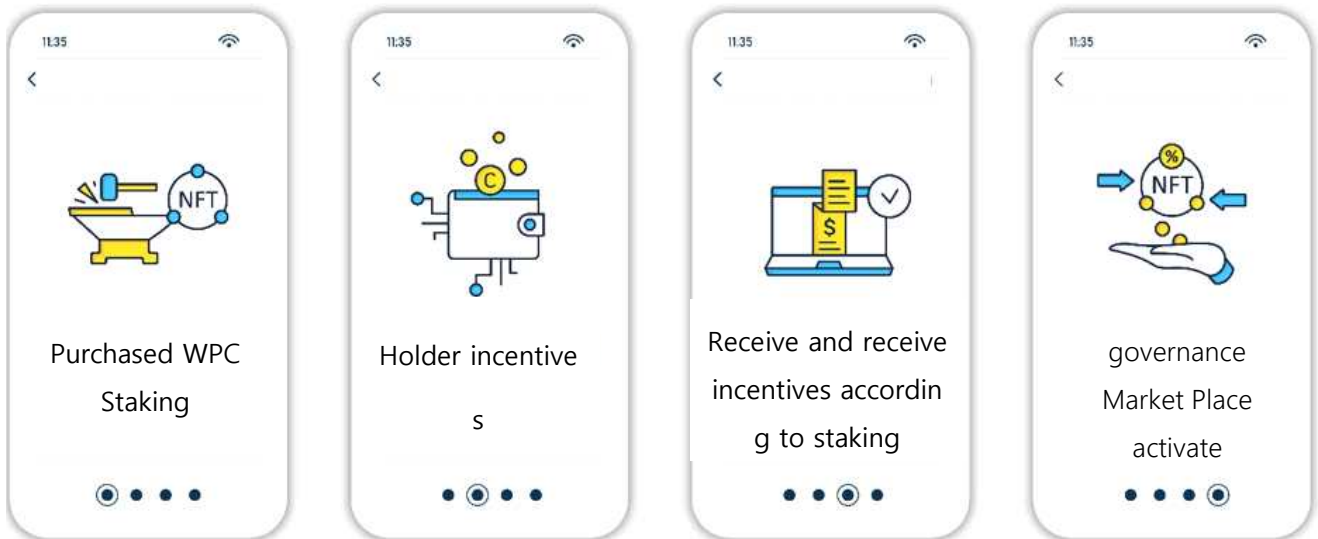 11:35
NFT
Purchased WPC
Staking
11:35
C
Holder incentive
s
11:35
$
Receive and receive
incentives accordin
g to staking
11:35
%
NFT
governance
Market Place
activate